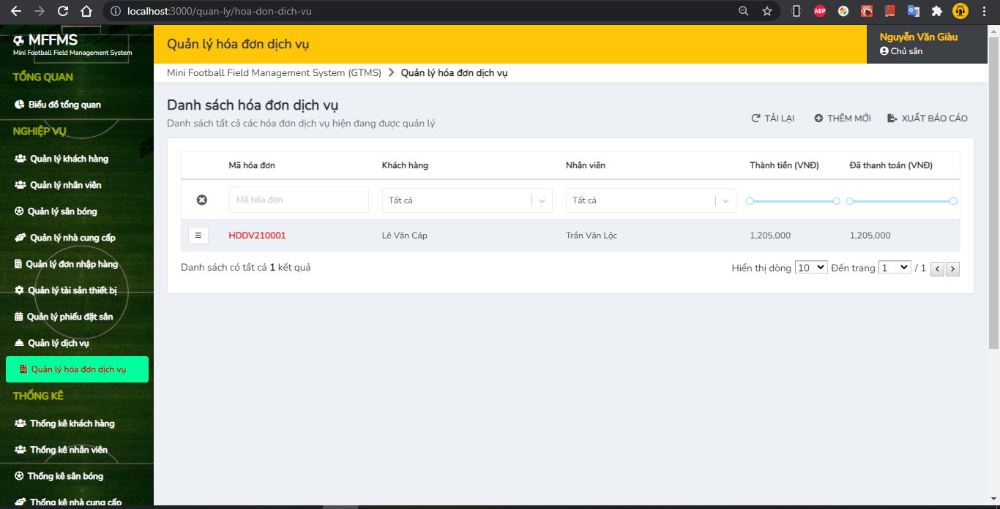 localhost:3000/quan-ly/hoa-don-dich-vu
ABP
MFFMS
Mini Football Field Management System
TỔNG QUAN
Biểu đồ tổng quan
NGHIỆP VỤ
Quản lý khách hàng
Quản lý nhân viên
Quản lý sân bóng
Quản lý nhà cung cấp
Quản lý đơn nhập hàng
Quản lý tài sản thiết bị
Quản lý phiếu đặt sân
Quản lý dịch vụ
Quản lý hóa đơn dịch vụ
THỐNG KÊ
Thống kê khách hàng
Thống kê nhân viên
Thống kê sân bóng
Thống kê nhà cung cấp
Quản lý hóa đơn dịch vụ
Nguyễn Văn Giàu
Chủ sân
Mini Football Field Management System (GTMS) Quản lý hóa đơn dịch vụ
Danh sách hóa đơn dịch vụ
Danh sách tất cả các hóa đơn dịch vụ hiện đang được quản lý
TẢI LẠI THÊM MỚI XUẤT BÁO CÁO
Mã hóa đơn Khách hàng Nhân viên Thành tiền (VNĐ) Đã thanh toán (VNĐ)
Mã hóa đơn Tất cả Tất cả
HDDV210001 Lê Văn Cáp Trần Văn Lộc 1,205,000 1,205,000
Danh sách có tất cả 1 kết quả
Hiển thị dòng 10 Đến trang 1 / 1